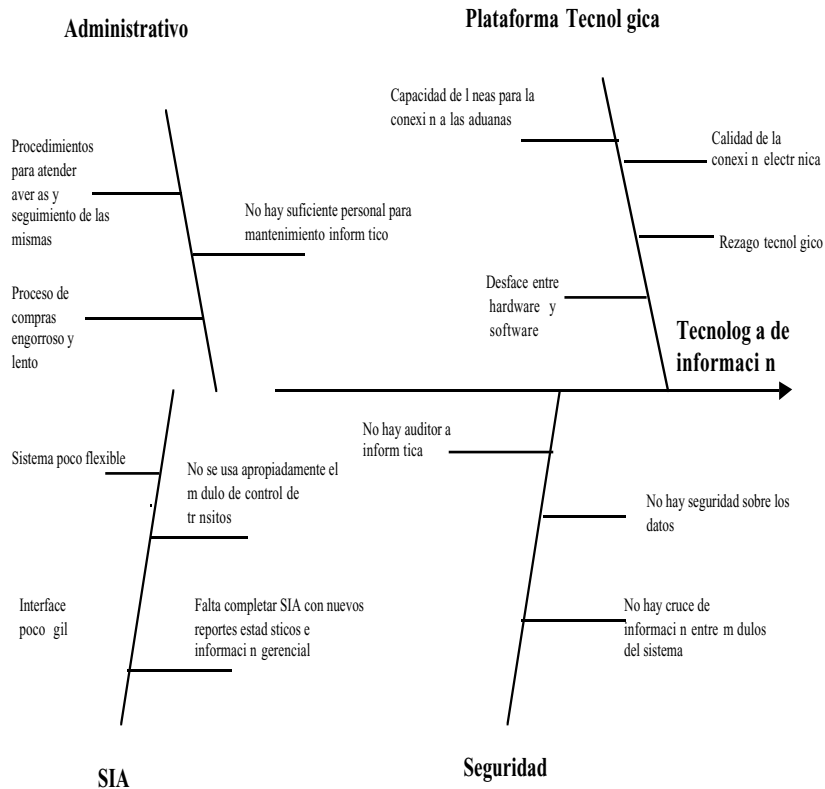 Administrativo
Plataforma Tecnol gica
Procedimientos
para atender
aver as y
seguimiento de las
mismas
No hay suficiente personal para
mantenimiento inform tico
Proceso de
compras
engorroso y
lento
Capacidad de l neas para la
conexi n a las aduanas
Calidad de la
conexi n electr nica
Rezago tecnol gico
Desface entre
hardware y
software
Tecnolog a de
informaci n
Sistema poco flexible
No se usa apropiadamente el
m dulo de control de
tr nsitos
Interface
poco gil
Falta completar SIA con nuevos
reportes estad sticos e
informaci n gerencial
No hay auditor a
inform tica
No hay seguridad sobre los
datos
No hay cruce de
informaci n entre m dulos
del sistema
SIA
Seguridad